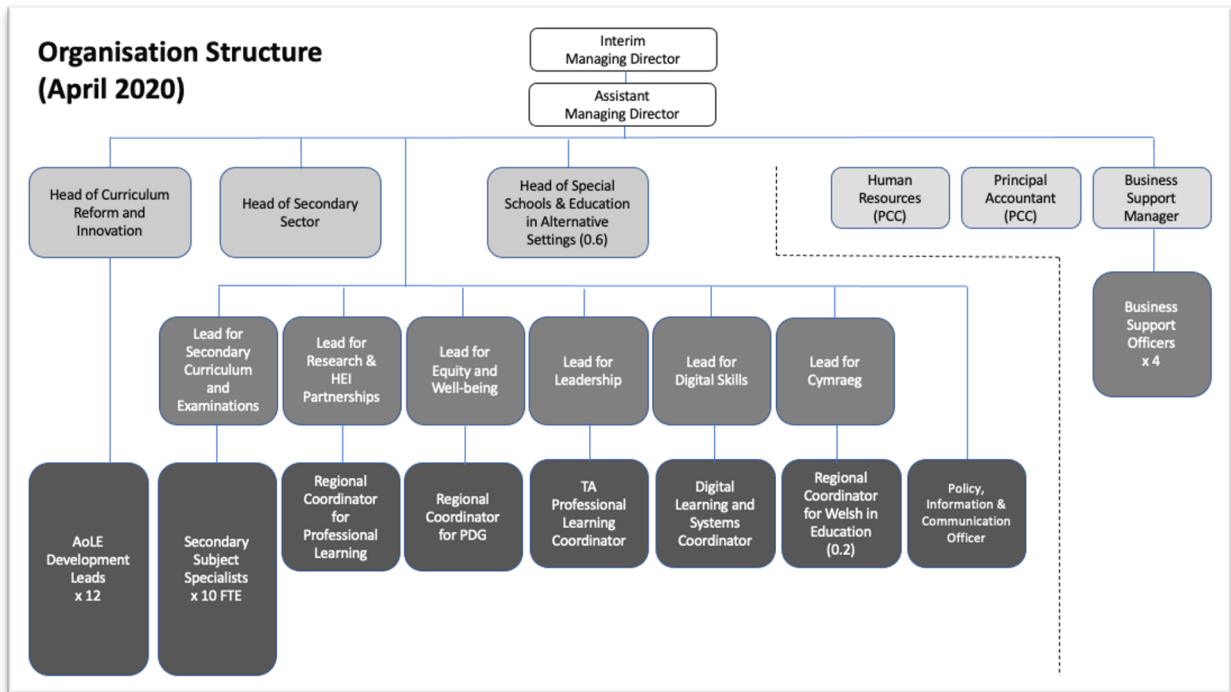 Organisation Structure
(April 2020)
Interim
Managing Director
Assistant
Managing Director
Head of Curriculum
Reform and
Innovation
Head of Secondary
Sector
Head of Special
Schools & Education
in Alternative
Settings (0.6)
Human
Resources
(PCC)
Principal
Accountant
(PCC)
Business
Support
Manager
Lead for
Secondary
Curriculum
and
Examinations
Lead for
Research &
HEI
Partnerships
Lead for
Equity and
Well-being
Lead for
Leadership
Lead for
Digital Skills
Lead for
Cymraeg
Business
Support
Officers
x 4
AoLE
Development
Leads
x 12
Secondary
Subject
Specialists
x 10 FTE
Regional
Coordinator
for
Professional
Learning
Regional
Coordinator
for PDG
TA
Professional
Learning
Coordinator
Digital
Learning and
Systems
Coordinator
Regional
Coordinator
for Welsh in
Education
(0.2)
Policy,
Information &
Communication
Officer